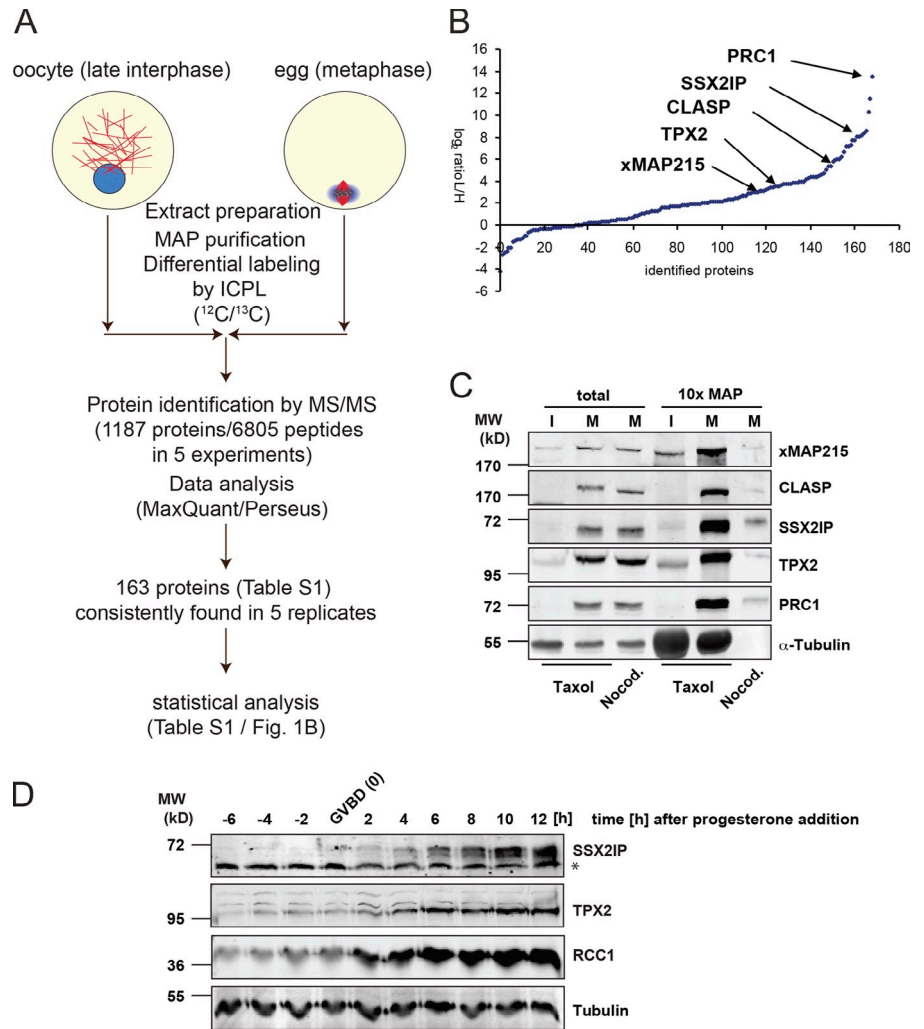 A
oocyte (late interphase)
egg (metaphase)
Extract preparation
MAP purification
Differential labeling
by ICPL
(¹²C/¹³C)
Protein identification by MS/MS
(1187 proteins/6805 peptides
in 5 experiments)
Data analysis
(MaxQuant/Perseus)
163 proteins (Table S1)
consistently found in 5 replicates
statistical analysis
(Table S1 / Fig. 1B)
B
16
14
12
10
8
6
4
2
0
-2
-4
-6
log₂ ratio L/H
0 20 40 60 80 100 120 140 160 180
identified proteins
PRC1
SSX2IP
CLASP
TPX2
xMAP215
C
total 10x MAP
MW
(kD)
I M M I M M
170
xMAP215
170
CLASP
72
SSX2IP
95
TPX2
72
PRC1
55
α-Tubulin
Taxol Nocod. Taxol Nocod.
D
MW
(kD)
-6 -4 -2 GVBD (0) 2 4 6 8 10 12 [h] time [h] after progesterone addition
72
SSX2IP
*
95
TPX2
36
RCC1
55
Tubulin